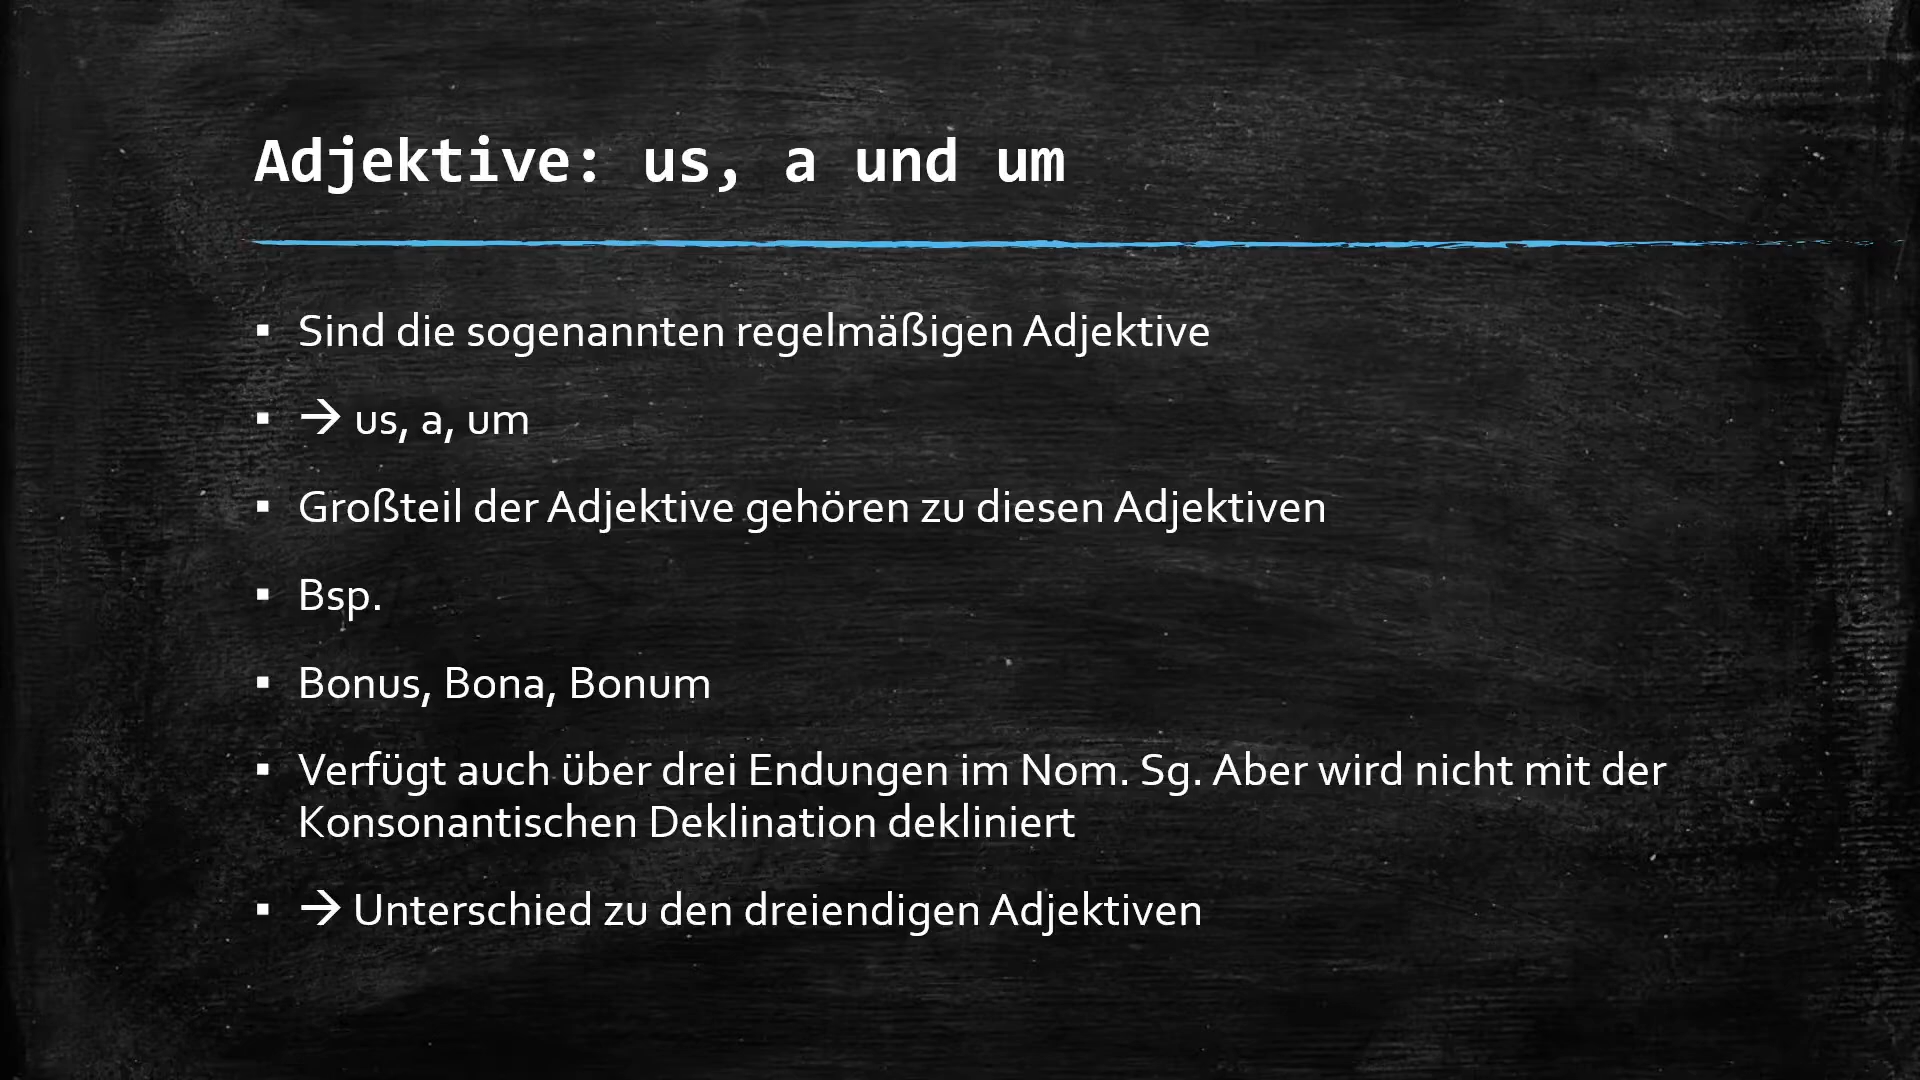 Adjektive: us, a und um
▪ Sind die sogenannten regelmäßigen Adjektive
▪ → us, a, um
▪ Großteil der Adjektive gehören zu diesen Adjektiven
▪ Bsp.
▪ Bonus, Bona, Bonum
▪ Verfügt auch über drei Endungen im Nom. Sg. Aber wird nicht mit der
Konsonantischen Deklination dekliniert
▪ → Unterschied zu den dreiendigen Adjektiven